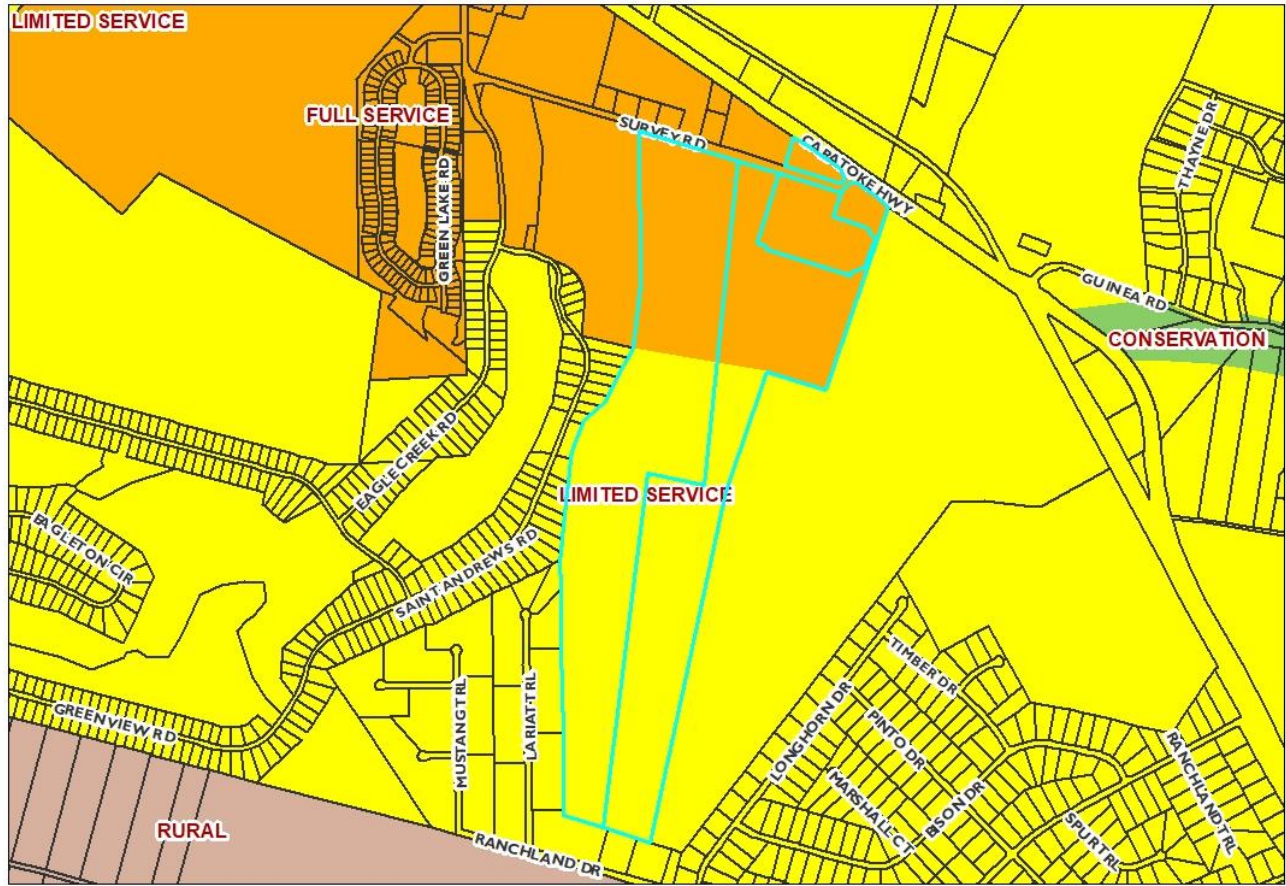 LIMITED SERVICE
FULL SERVICE
SURVEY RD
CAPATOKE HWY
THAYNE DR
GREEN LAKE RD
GUINEA RD
CONSERVATION
EAGLE CREEK RD
LIMITED SERVICE
EAGLETON CIR
SAINT ANDREWS RD
TIMBER DR
MUSTANG TRL
LARIAT TRL
LONGHORN DR
PINTO DR
GREENVIEW RD
MARSHALL CT
BISON DR
RANCHLAND TRL
SPUR TRL
RURAL
RANCHLAND DR